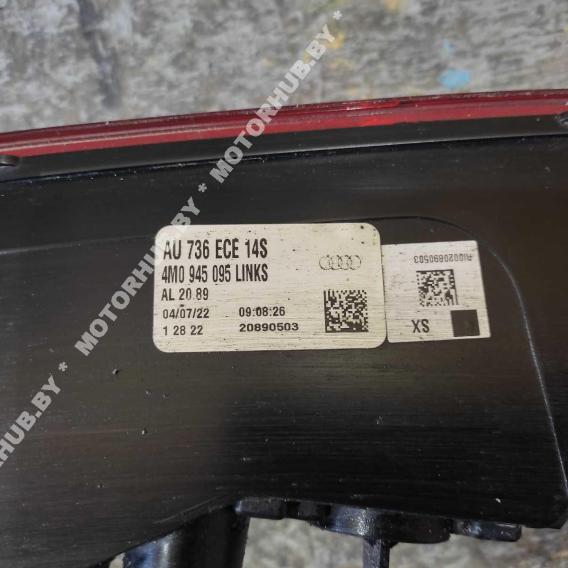 AU 736 ECE 14S
4M0 945 095 LINKS
AL 20 89
04/07/22 09:08:26
1 28 22 20890503
SX
MOTORHUB.BY * MOTORHUB.BY * MOTORHUB.BY